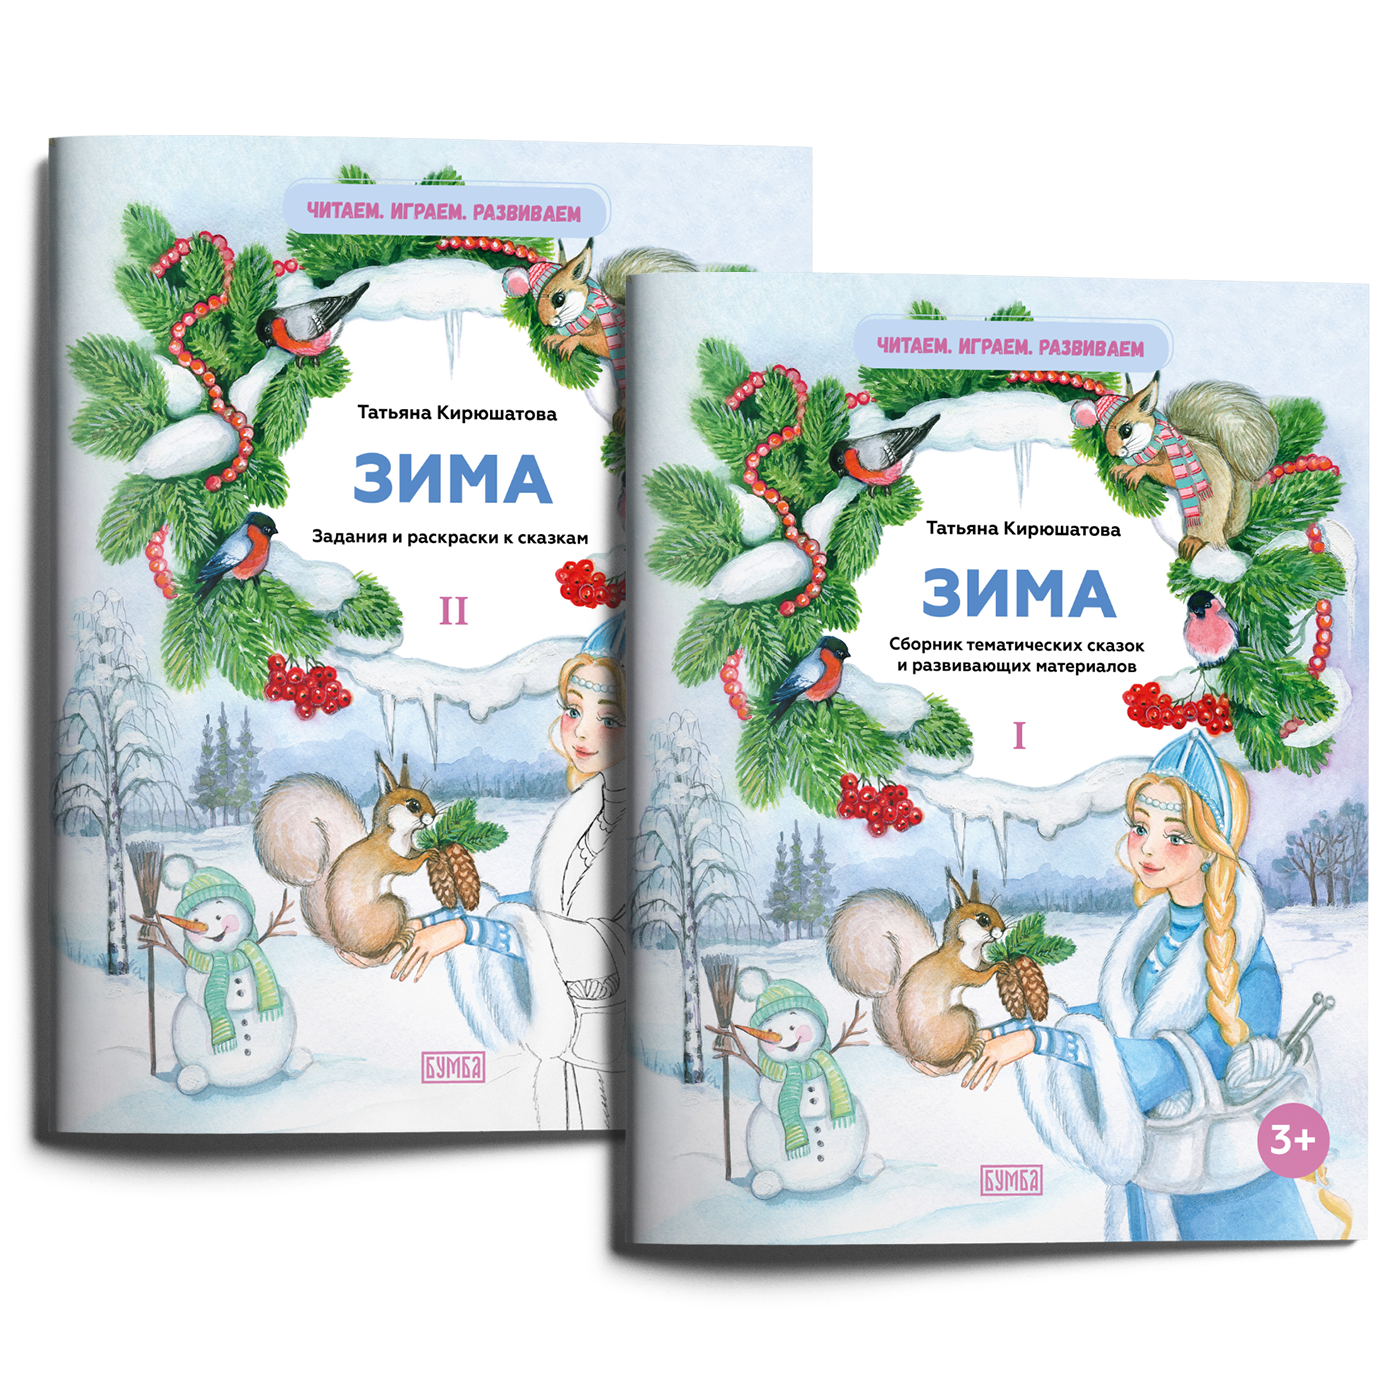 ЧИТАЕМ. ИГРАЕМ. РАЗВИВАЕМ
Татьяна Кирюшатова
ЗИМА
Задания и раскраски к сказкам
II
БУМБА
ЧИТАЕМ. ИГРАЕМ. РАЗВИВАЕМ
Татьяна Кирюшатова
ЗИМА
Сборник тематических сказок
и развивающих материалов
I
3+
БУМБА